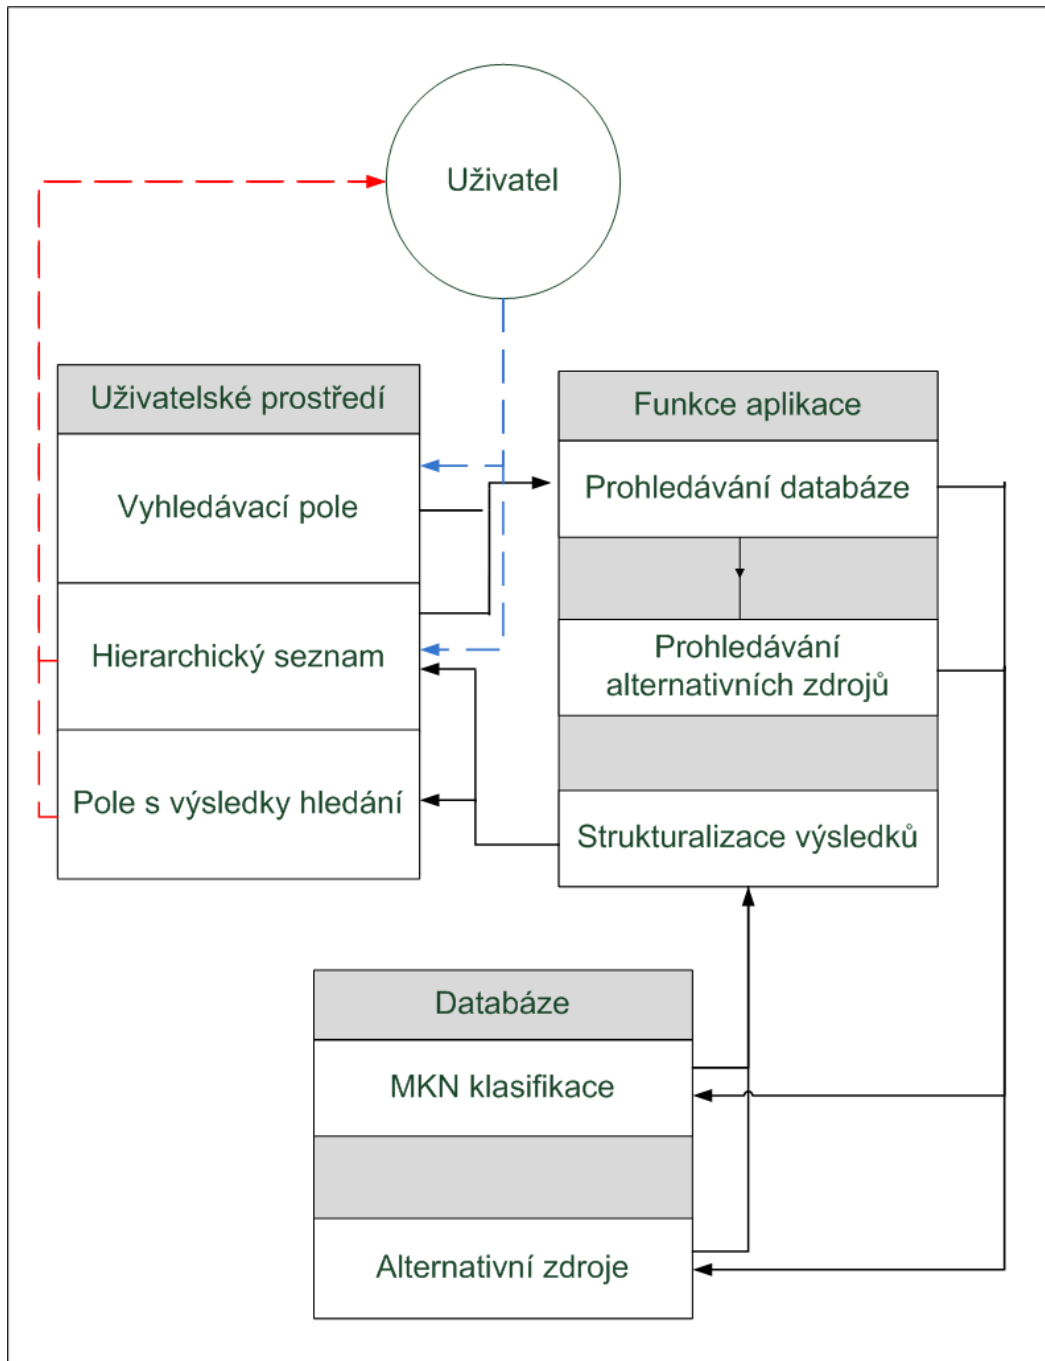 Uživatel
Uživatelské prostředí
Vyhledávací pole
Hierarchický seznam
Pole s výsledky hledání
Funkce aplikace
Prohledávání databáze
Prohledávání
alternativních zdrojů
Strukturalizace výsledků
Databáze
MKN klasifikace
Alternativní zdroje